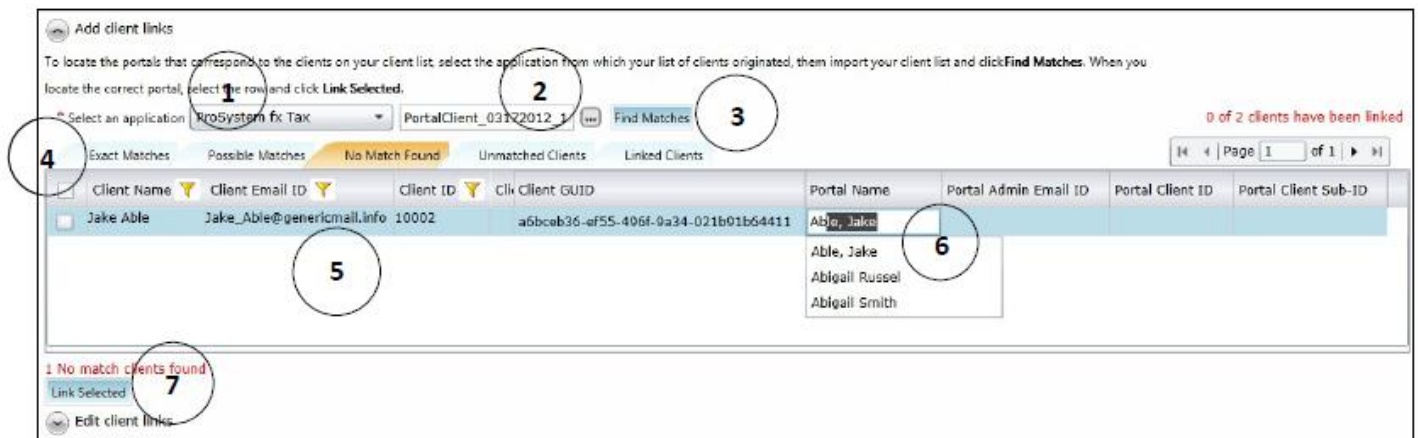 Add client links
To locate the portals that correspond to the clients on your client list, select the application from which your list of clients originated, them import your client list and clickFind Matches. When you
locate the correct portal, select the row and click Link Selected.
1 2 3
* Select an application ProSystem fx Tax PortalClient_03172012_1 ... Find Matches 0 of 2 clients have been linked
4 Exact Matches Possible Matches No Match Found Unmatched Clients Linked Clients Page 1 of 1
Client Name Client Email ID Client ID Cli Client GUID Portal Name Portal Admin Email ID Portal Client ID Portal Client Sub-ID
Jake Able Jake_Able@genericmail.info 10002 a6bceb36-ef55-496f-9a34-021b91b64411 Able, Jake
6
Able, Jake
5
Abigail Russel
Abigail Smith
1 No match clients found
7
Link Selected
Edit client links